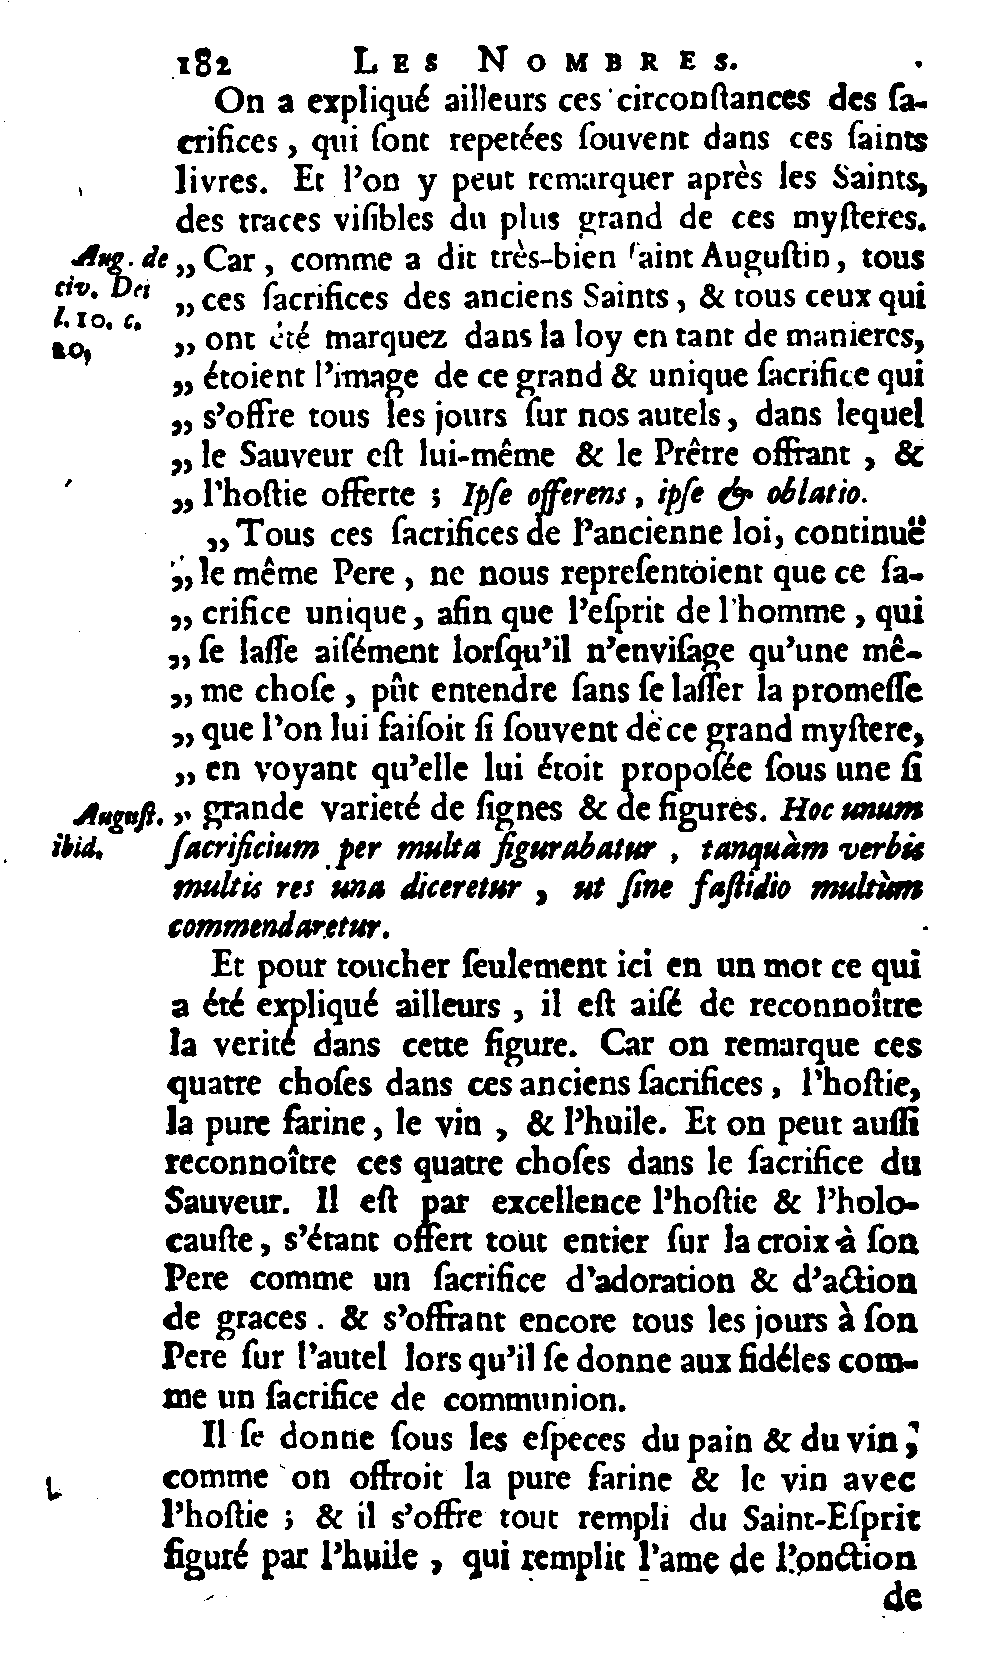 182 LES NOMBRES.
On a expliqué ailleurs ces circonſtances des ſa-
crifices, qui ſont repetées ſouvent dans ces ſaints
livres. Et l'on y peut remarquer après les Saints,
des traces viſibles du plus grand de ces myſteres.
Aug. de
civ. Dei
l. 10. c.
20,
„ Car, comme a dit très-bien ſaint Auguſtin, tous
„ ces ſacrifices des anciens Saints, & tous ceux qui
„ ont été marquez dans la loy en tant de manieres,
„ étoient l'image de ce grand & unique ſacrifice qui
„ s'offre tous les jours ſur nos autels, dans lequel
„ le Sauveur eſt lui-même & le Prêtre offrant, &
„ l'hoſtie offerte; Ipſe offerens, ipſe & oblatio.
„ Tous ces ſacrifices de l'ancienne loi, continuë
„ le même Pere, ne nous repreſentoient que ce ſa-
„ crifice unique, afin que l'eſprit de l'homme, qui
„ ſe laſſe aiſément lorſqu'il n'enviſage qu'une mê-
„ me choſe, pût entendre ſans ſe laſſer la promeſſe
„ que l'on lui faiſoit ſi ſouvent de ce grand myſtere,
„ en voyant qu'elle lui étoit propoſée ſous une ſi
Auguſt.
ibid.
„ grande varieté de ſignes & de figures. Hoc unum
ſacrificium per multa figurabatur, tanquàm verbis
multis res una diceretur, ut ſine faſtidio multùm
commendaretur.
Et pour toucher ſeulement ici en un mot ce qui
a été expliqué ailleurs, il eſt aiſé de reconnoître
la verité dans cette figure. Car on remarque ces
quatre choſes dans ces anciens ſacrifices, l'hoſtie,
la pure farine, le vin, & l'huile. Et on peut auſſi
reconnoître ces quatre choſes dans le ſacrifice du
Sauveur. Il eſt par excellence l'hoſtie & l'holo-
cauſte, s'étant offert tout entier ſur la croix à ſon
Pere comme un ſacrifice d'adoration & d'action
de graces. & s'offrant encore tous les jours à ſon
Pere ſur l'autel lors qu'il ſe donne aux fidéles com-
me un ſacrifice de communion.
Il ſe donne ſous les eſpeces du pain & du vin,
comme on offroit la pure farine & le vin avec
l'hoſtie; & il s'offre tout rempli du Saint-Eſprit
figuré par l'huile, qui remplit l'ame de l'onction
de